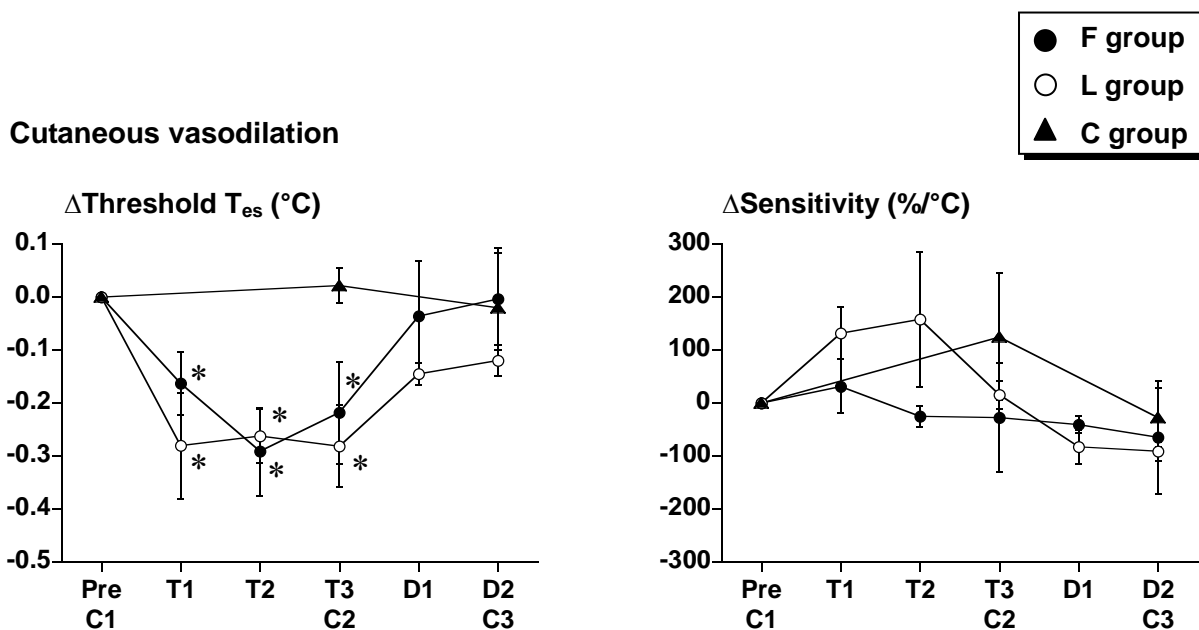 F group
L group
C group
Cutaneous vasodilation
ΔThreshold Tes (°C)
0.1
0.0
-0.1
-0.2
-0.3
-0.4
-0.5
* * * * * *
Pre T1 T2 T3 D1 D2
C1 C2 C3
ΔSensitivity (%/°C)
300
200
100
0
-100
-200
-300
Pre T1 T2 T3 D1 D2
C1 C2 C3